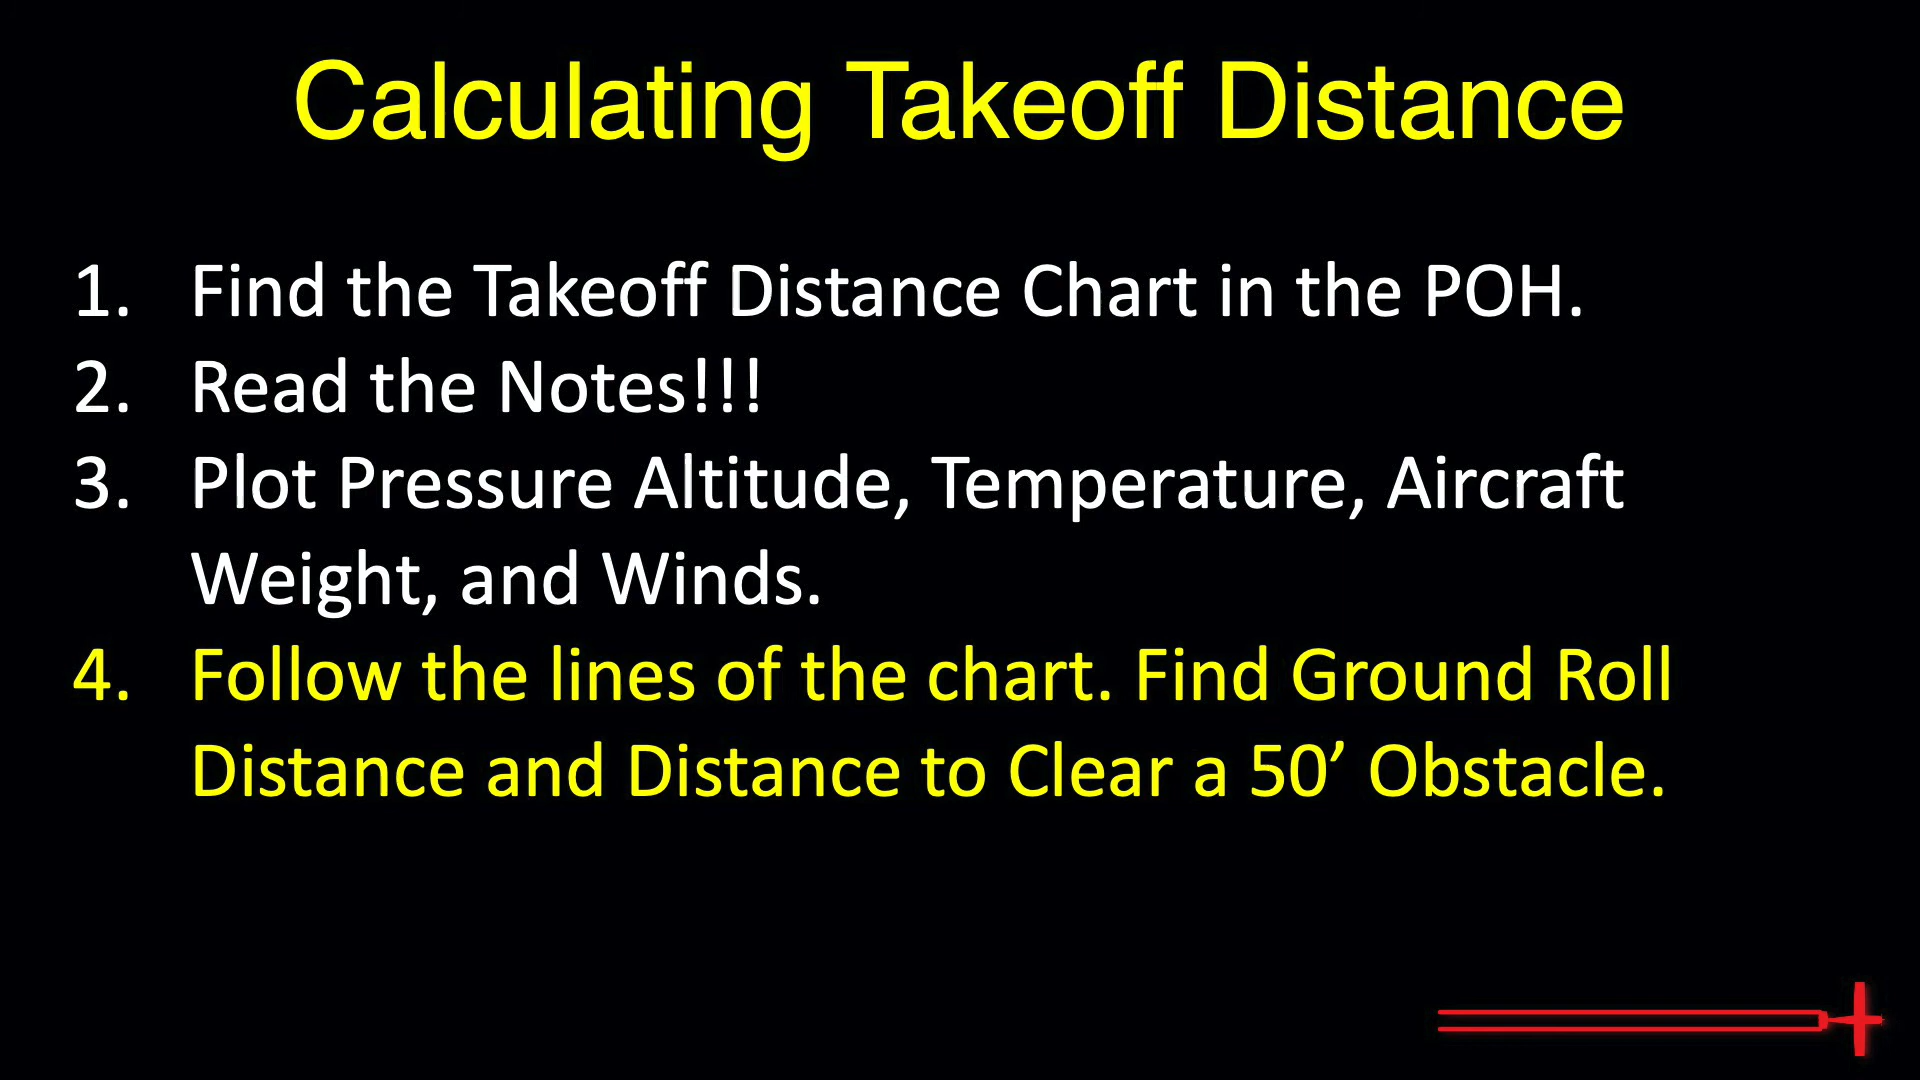 Calculating Takeoff Distance
1. Find the Takeoff Distance Chart in the POH.
2. Read the Notes!!!
3. Plot Pressure Altitude, Temperature, Aircraft
Weight, and Winds.
4. Follow the lines of the chart. Find Ground Roll
Distance and Distance to Clear a 50’ Obstacle.